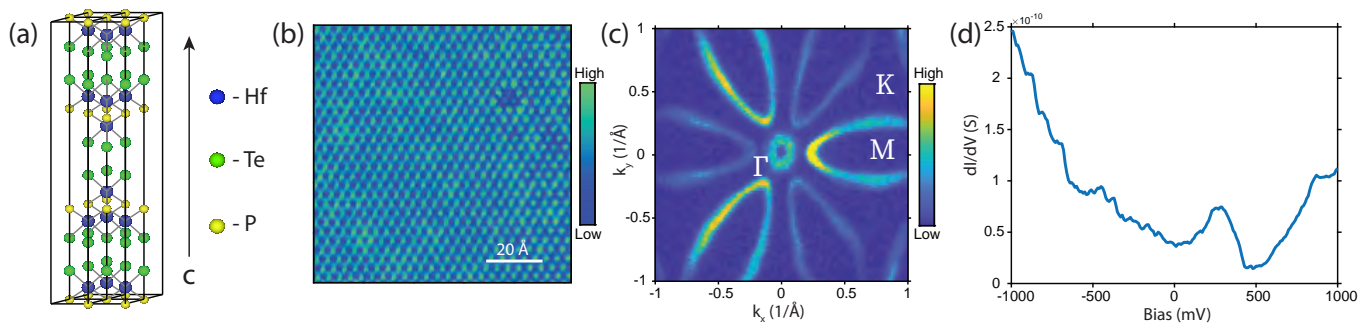 (a)
c
- Hf
- Te
- P
(b)
20 Å
High
Low
(c)
K
M
Γ
1
0.5
0
-0.5
-1
k_y (1/Å)
-1 -0.5 0 0.5 1
k_x (1/Å)
High
Low
(d)
×10⁻¹⁰
2.5
2
1.5
1
0.5
0
dI/dV (S)
-1000 -500 0 500 1000
Bias (mV)